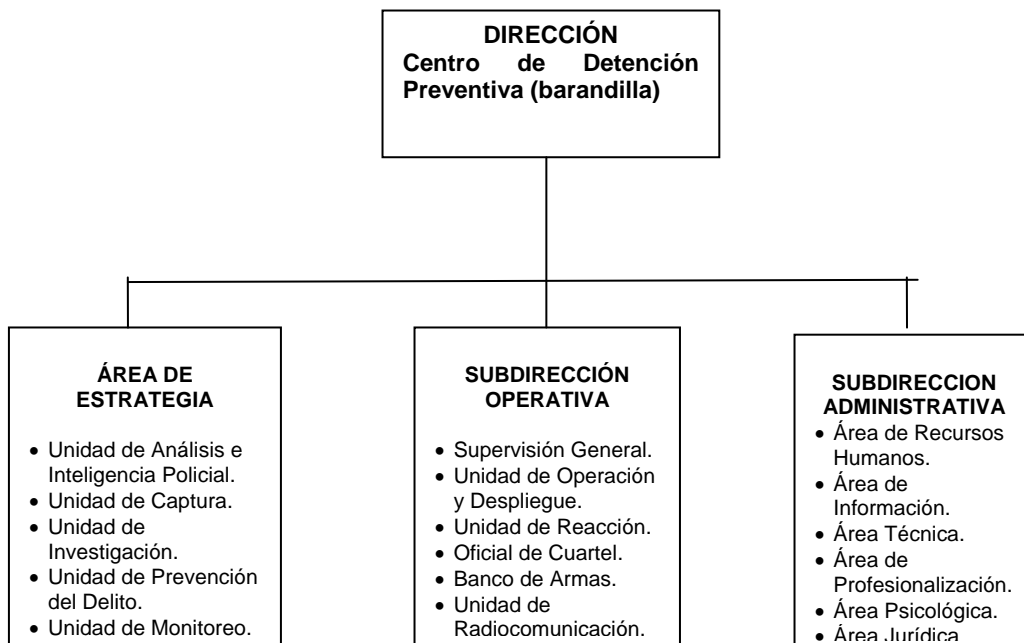 DIRECCIÓN
Centro de Detención
Preventiva (barandilla)
ÁREA DE
ESTRATEGIA
• Unidad de Análisis e
Inteligencia Policial.
• Unidad de Captura.
• Unidad de
Investigación.
• Unidad de Prevención
del Delito.
• Unidad de Monitoreo.
SUBDIRECCIÓN
OPERATIVA
• Supervisión General.
• Unidad de Operación
y Despliegue.
• Unidad de Reacción.
• Oficial de Cuartel.
• Banco de Armas.
• Unidad de
Radiocomunicación.
SUBDIRECCION
ADMINISTRATIVA
• Área de Recursos
Humanos.
• Área de
Información.
• Área Técnica.
• Área de
Profesionalización.
• Área Psicológica.
• Área Jurídica